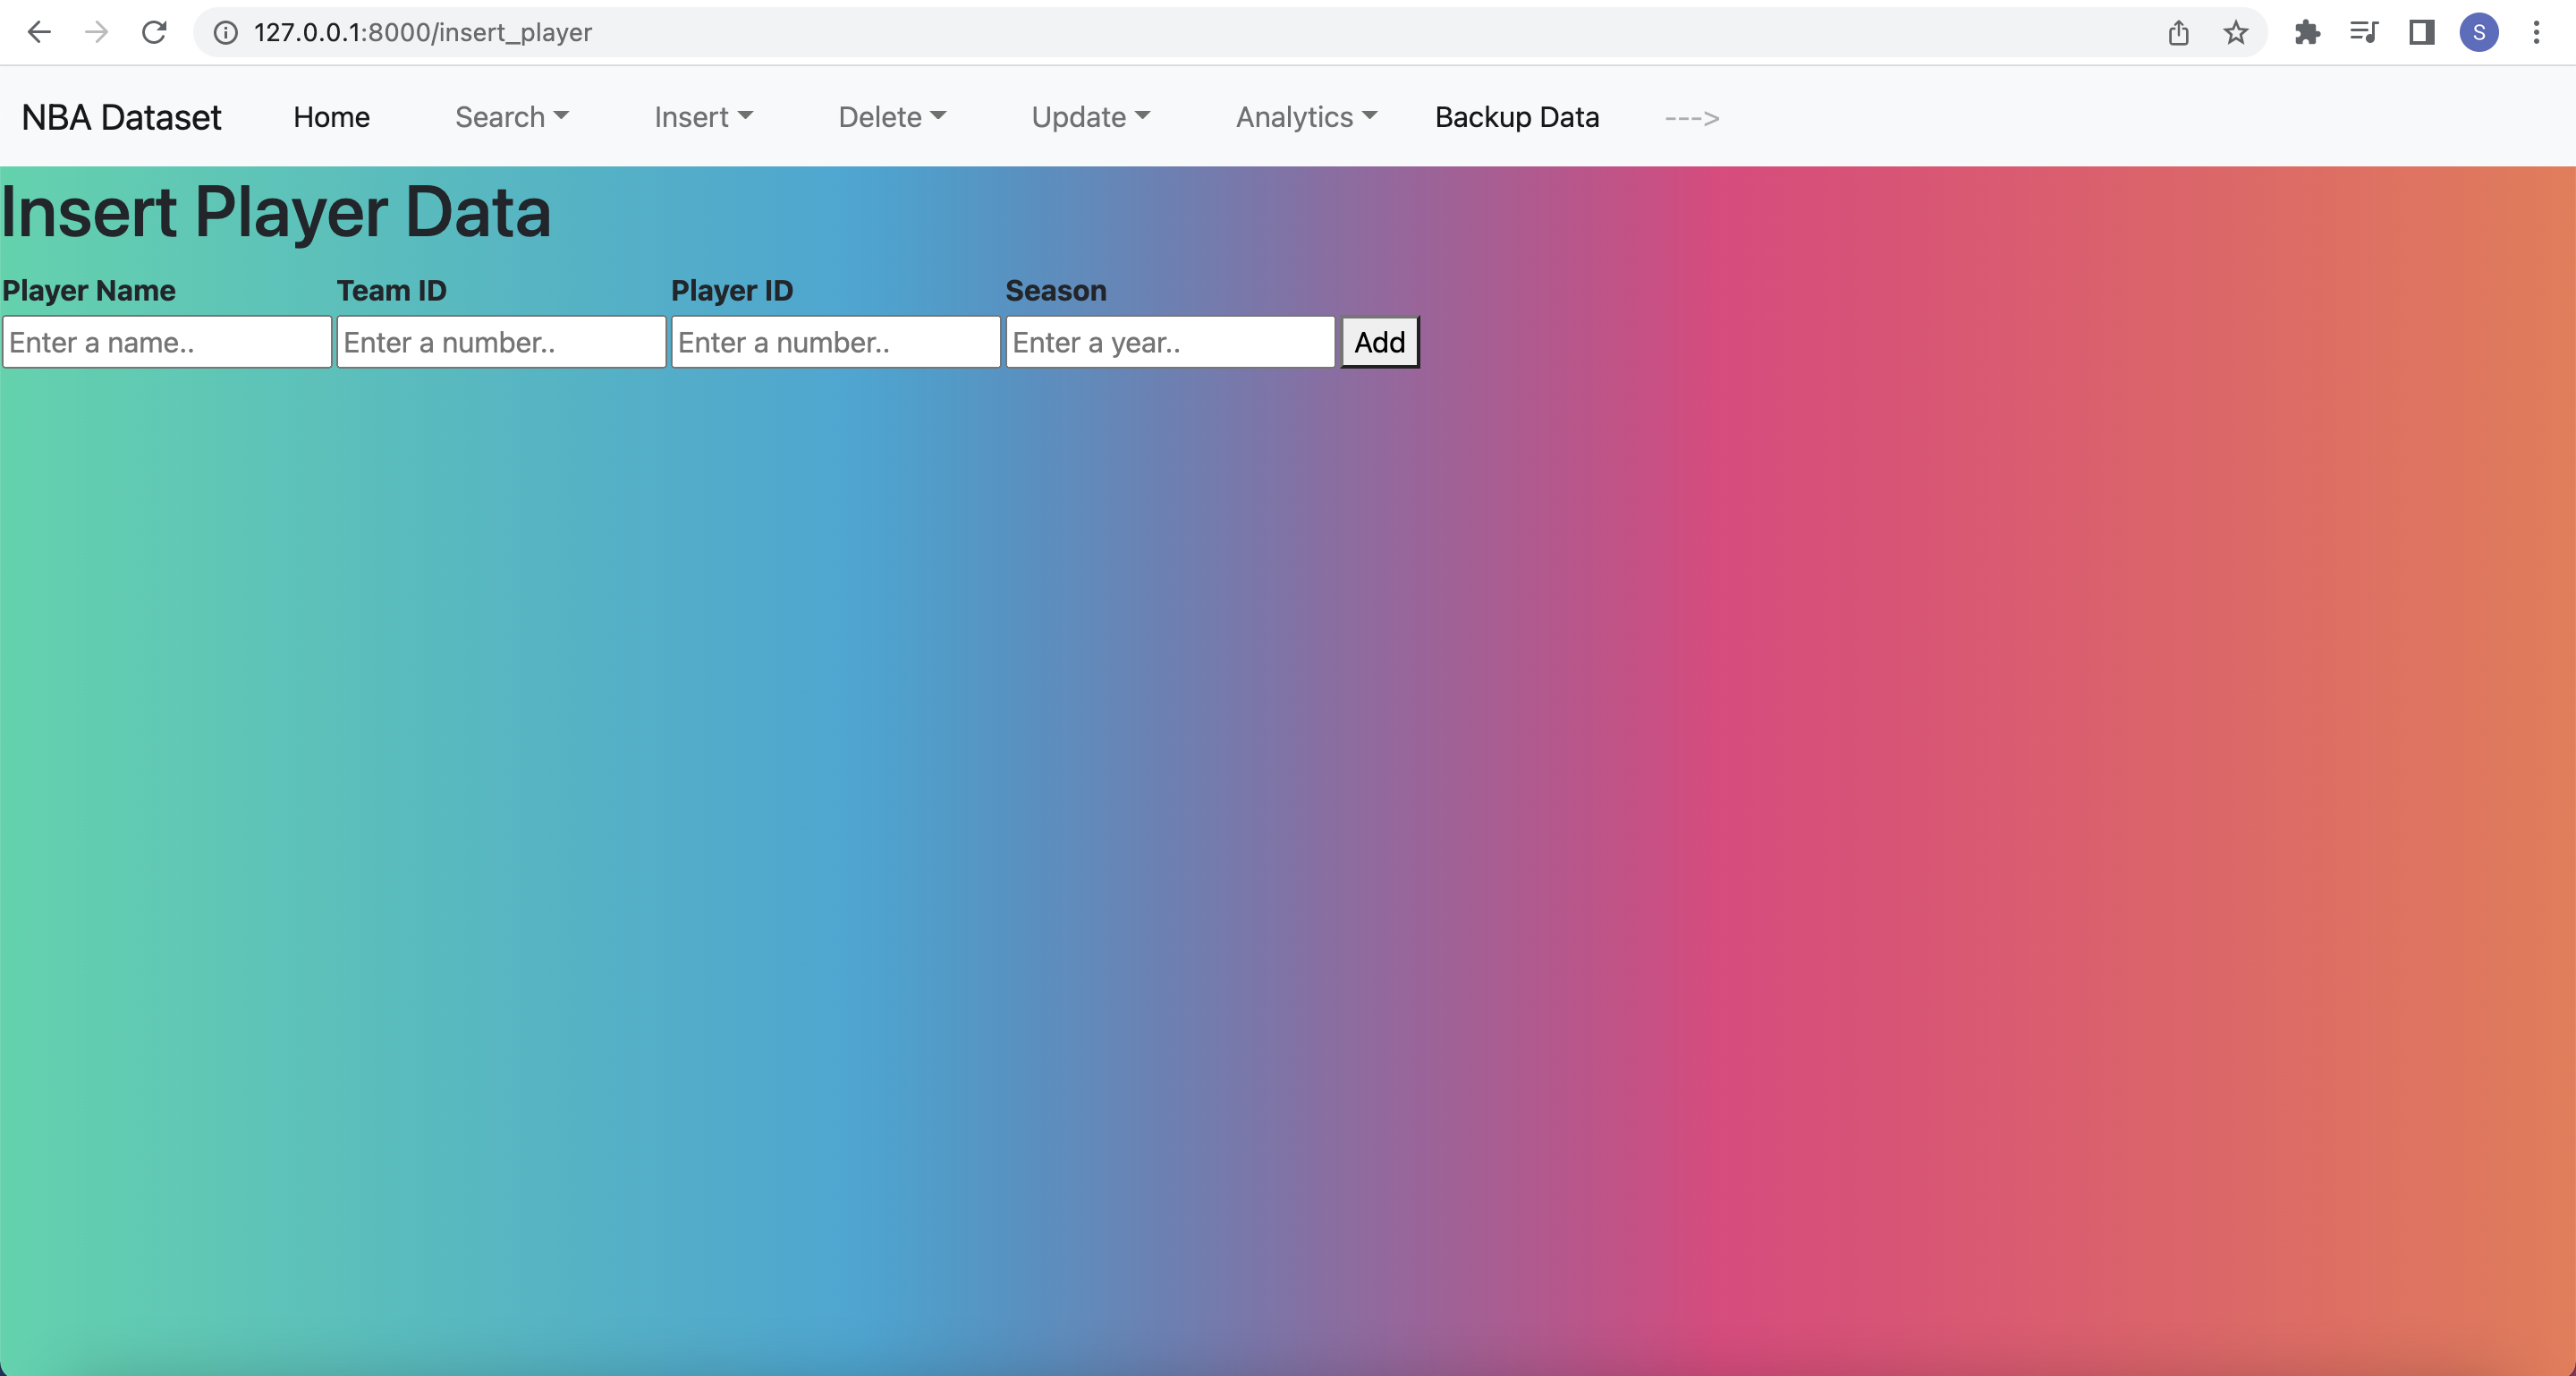 127.0.0.1:8000/insert_player
S
NBA Dataset Home Search Insert Delete Update Analytics Backup Data --->
Insert Player Data
Player Name Team ID Player ID Season
Enter a name.. Enter a number.. Enter a number.. Enter a year.. Add